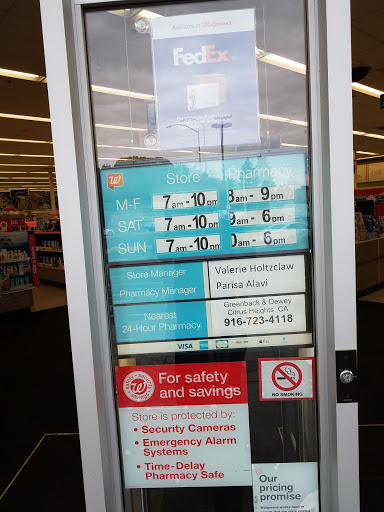 Available at Walgreens
FedEx
Store Pharmacy
M-F 7 am - 10 pm 8 am - 9 pm
SAT 7 am - 10 pm 9 am - 6 pm
SUN 7 am - 10 pm 0 am - 6 pm
Store Manager Valerie Holtzclaw
Pharmacy Manager Parisa Alavi
Nearest
24-Hour Pharmacy
Greenback & Dewey
Citrus Heights, CA
916-723-4118
VISA
For safety
and savings
Store is protected by:
• Security Cameras
• Emergency Alarm
Systems
• Time-Delay
Pharmacy Safe
NO SMOKING
Our
pricing
promise